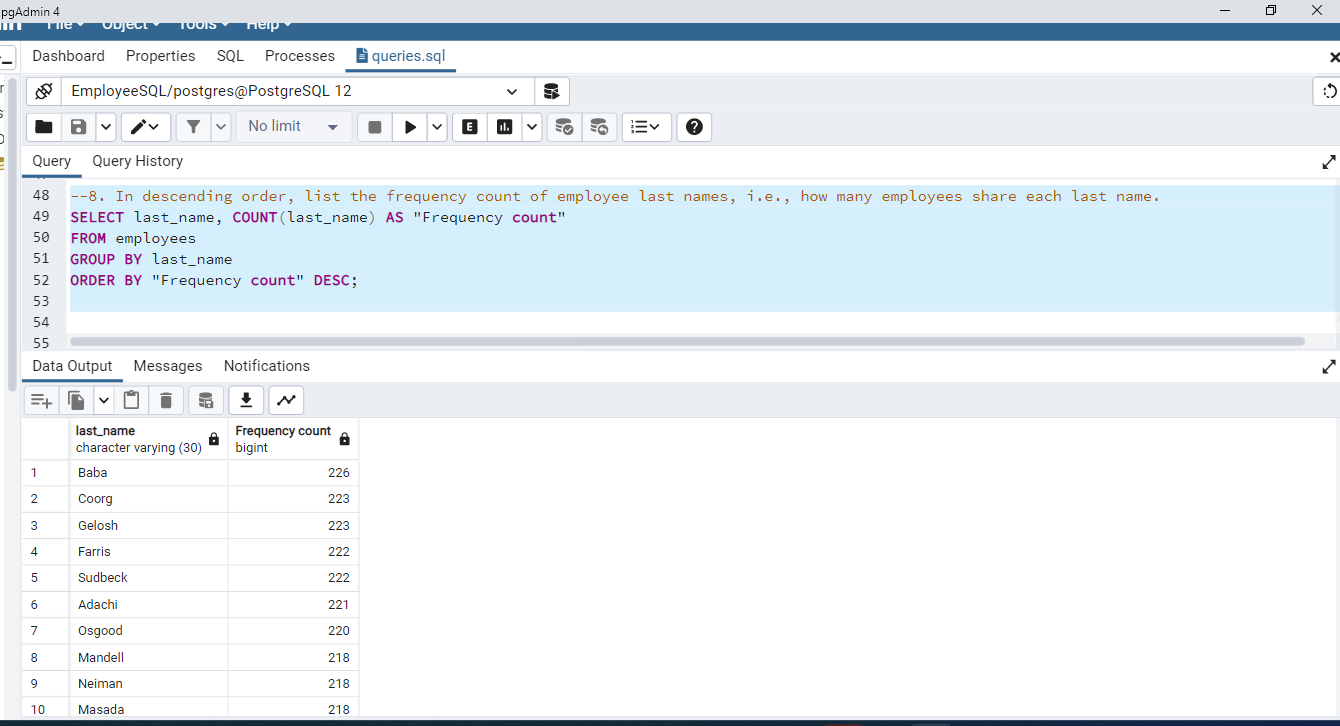 pgAdmin 4
File Object Tools Help
Dashboard Properties SQL Processes queries.sql
EmployeeSQL/postgres@PostgreSQL 12
No limit
E
Query Query History
48 --8. In descending order, list the frequency count of employee last names, i.e., how many employees share each last name.
49 SELECT last_name, COUNT(last_name) AS "Frequency count"
50 FROM employees
51 GROUP BY last_name
52 ORDER BY "Frequency count" DESC;
53
54
55
Data Output Messages Notifications
last_name Frequency count
character varying (30) bigint
1 Baba 226
2 Coorg 223
3 Gelosh 223
4 Farris 222
5 Sudbeck 222
6 Adachi 221
7 Osgood 220
8 Mandell 218
9 Neiman 218
10 Masada 218